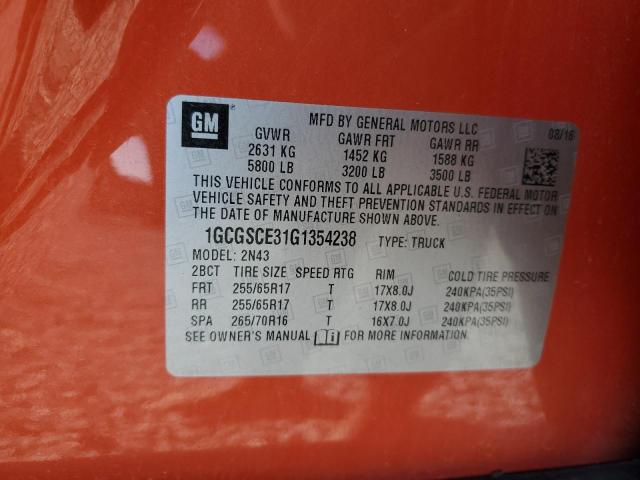 GM
MFD BY GENERAL MOTORS LLC 08/16
GVWR GAWR FRT GAWR RR
2631 KG 1452 KG 1588 KG
5800 LB 3200 LB 3500 LB
THIS VEHICLE CONFORMS TO ALL APPLICABLE U.S. FEDERAL MOTOR
VEHICLE SAFETY AND THEFT PREVENTION STANDARDS IN EFFECT ON
THE DATE OF MANUFACTURE SHOWN ABOVE.
1GCGSCE31G1354238 TYPE: TRUCK
MODEL: 2N43
2BCT TIRE SIZE SPEED RTG RIM COLD TIRE PRESSURE
FRT 255/65R17 T 17X8.0J 240KPA(35PSI)
RR 255/65R17 T 17X8.0J 240KPA(35PSI)
SPA 265/70R16 T 16X7.0J 240KPA(35PSI)
SEE OWNER'S MANUAL FOR MORE INFORMATION.